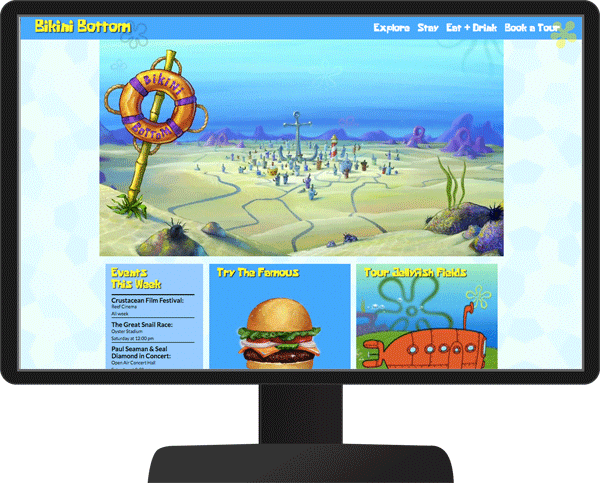 Bikini Bottom
Explore Stay Eat + Drink Book a Tour
BIKINI
BOTTOM
Events
This Week
Crustacean Film Festival:
Reef Cinema
All week
The Great Snail Race:
Oyster Stadium
Saturday at 12:00 pm
Paul Seaman & Seal
Diamond in Concert:
Open Air Concert Hall
Try The Famous
Tour Jellyfish Fields